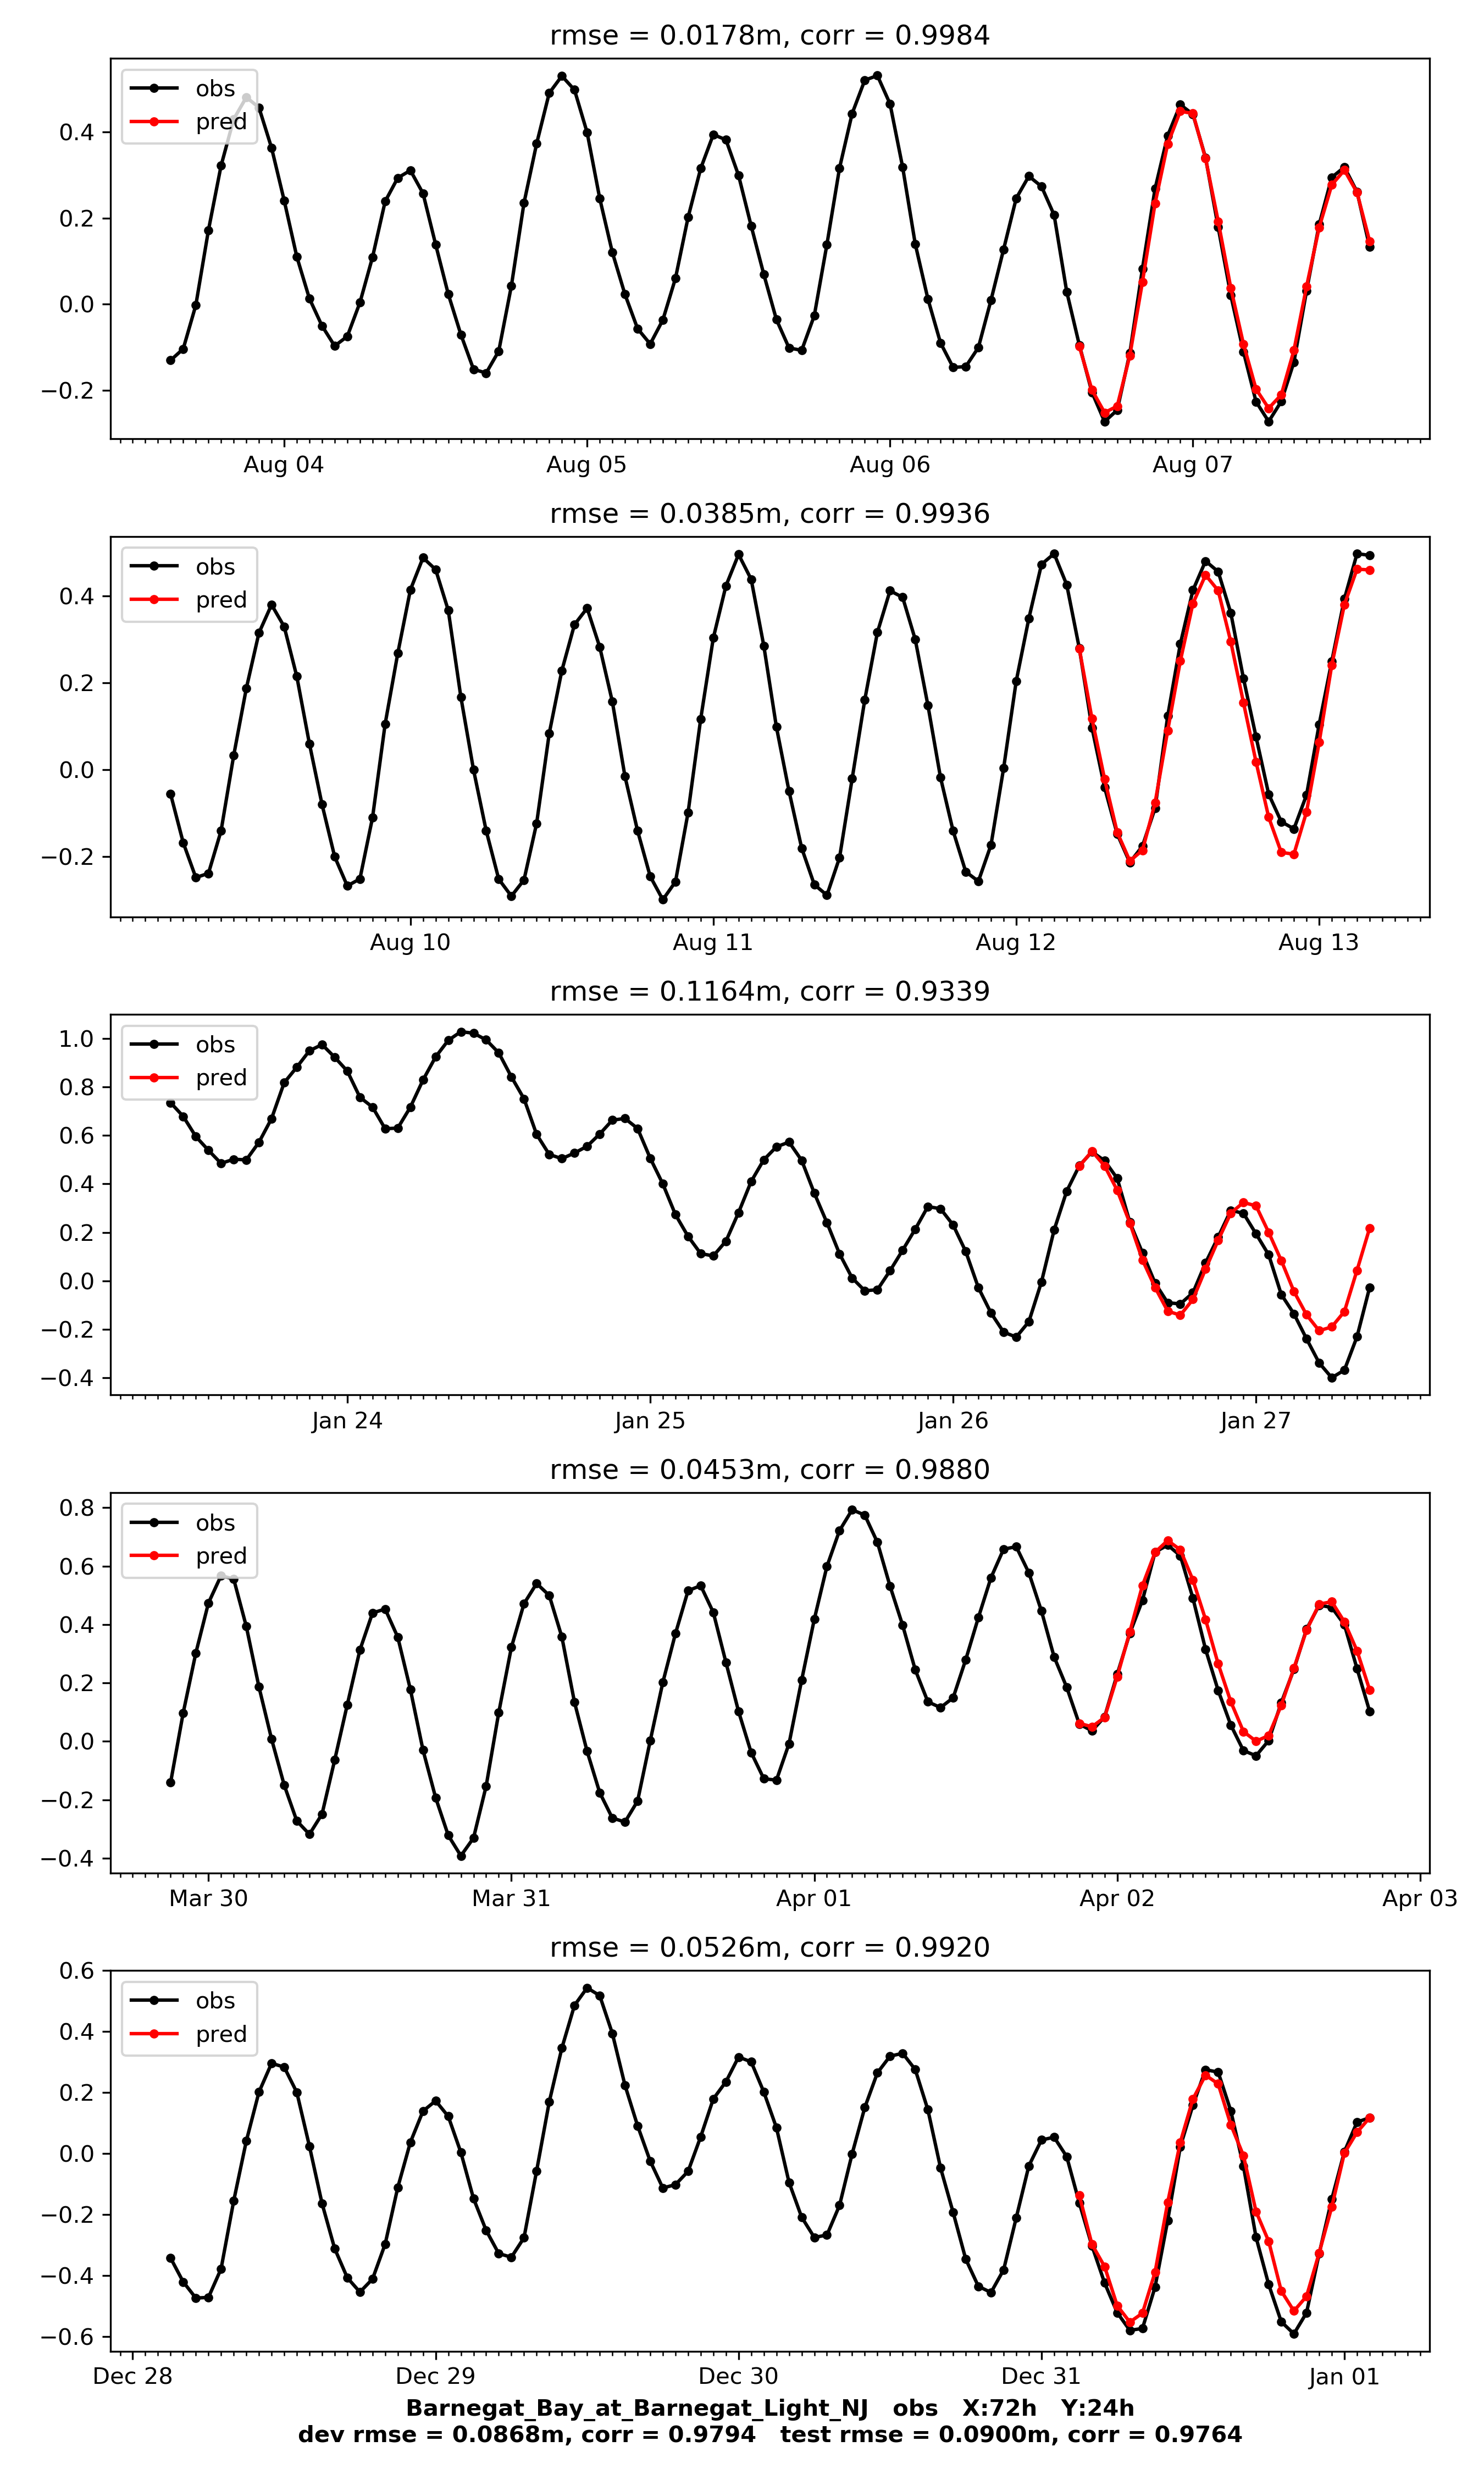 rmse = 0.0178m, corr = 0.9984
obs
pred
0.4
0.2
0.0
−0.2
Aug 04 Aug 05 Aug 06 Aug 07
rmse = 0.0385m, corr = 0.9936
obs
pred
0.4
0.2
0.0
−0.2
Aug 10 Aug 11 Aug 12 Aug 13
rmse = 0.1164m, corr = 0.9339
obs
pred
1.0
0.8
0.6
0.4
0.2
0.0
−0.2
−0.4
Jan 24 Jan 25 Jan 26 Jan 27
rmse = 0.0453m, corr = 0.9880
obs
pred
0.8
0.6
0.4
0.2
0.0
−0.2
−0.4
Mar 30 Mar 31 Apr 01 Apr 02 Apr 03
rmse = 0.0526m, corr = 0.9920
obs
pred
0.6
0.4
0.2
0.0
−0.2
−0.4
−0.6
Dec 28 Dec 29 Dec 30 Dec 31 Jan 01
Barnegat_Bay_at_Barnegat_Light_NJ obs X:72h Y:24h
dev rmse = 0.0868m, corr = 0.9794 test rmse = 0.0900m, corr = 0.9764